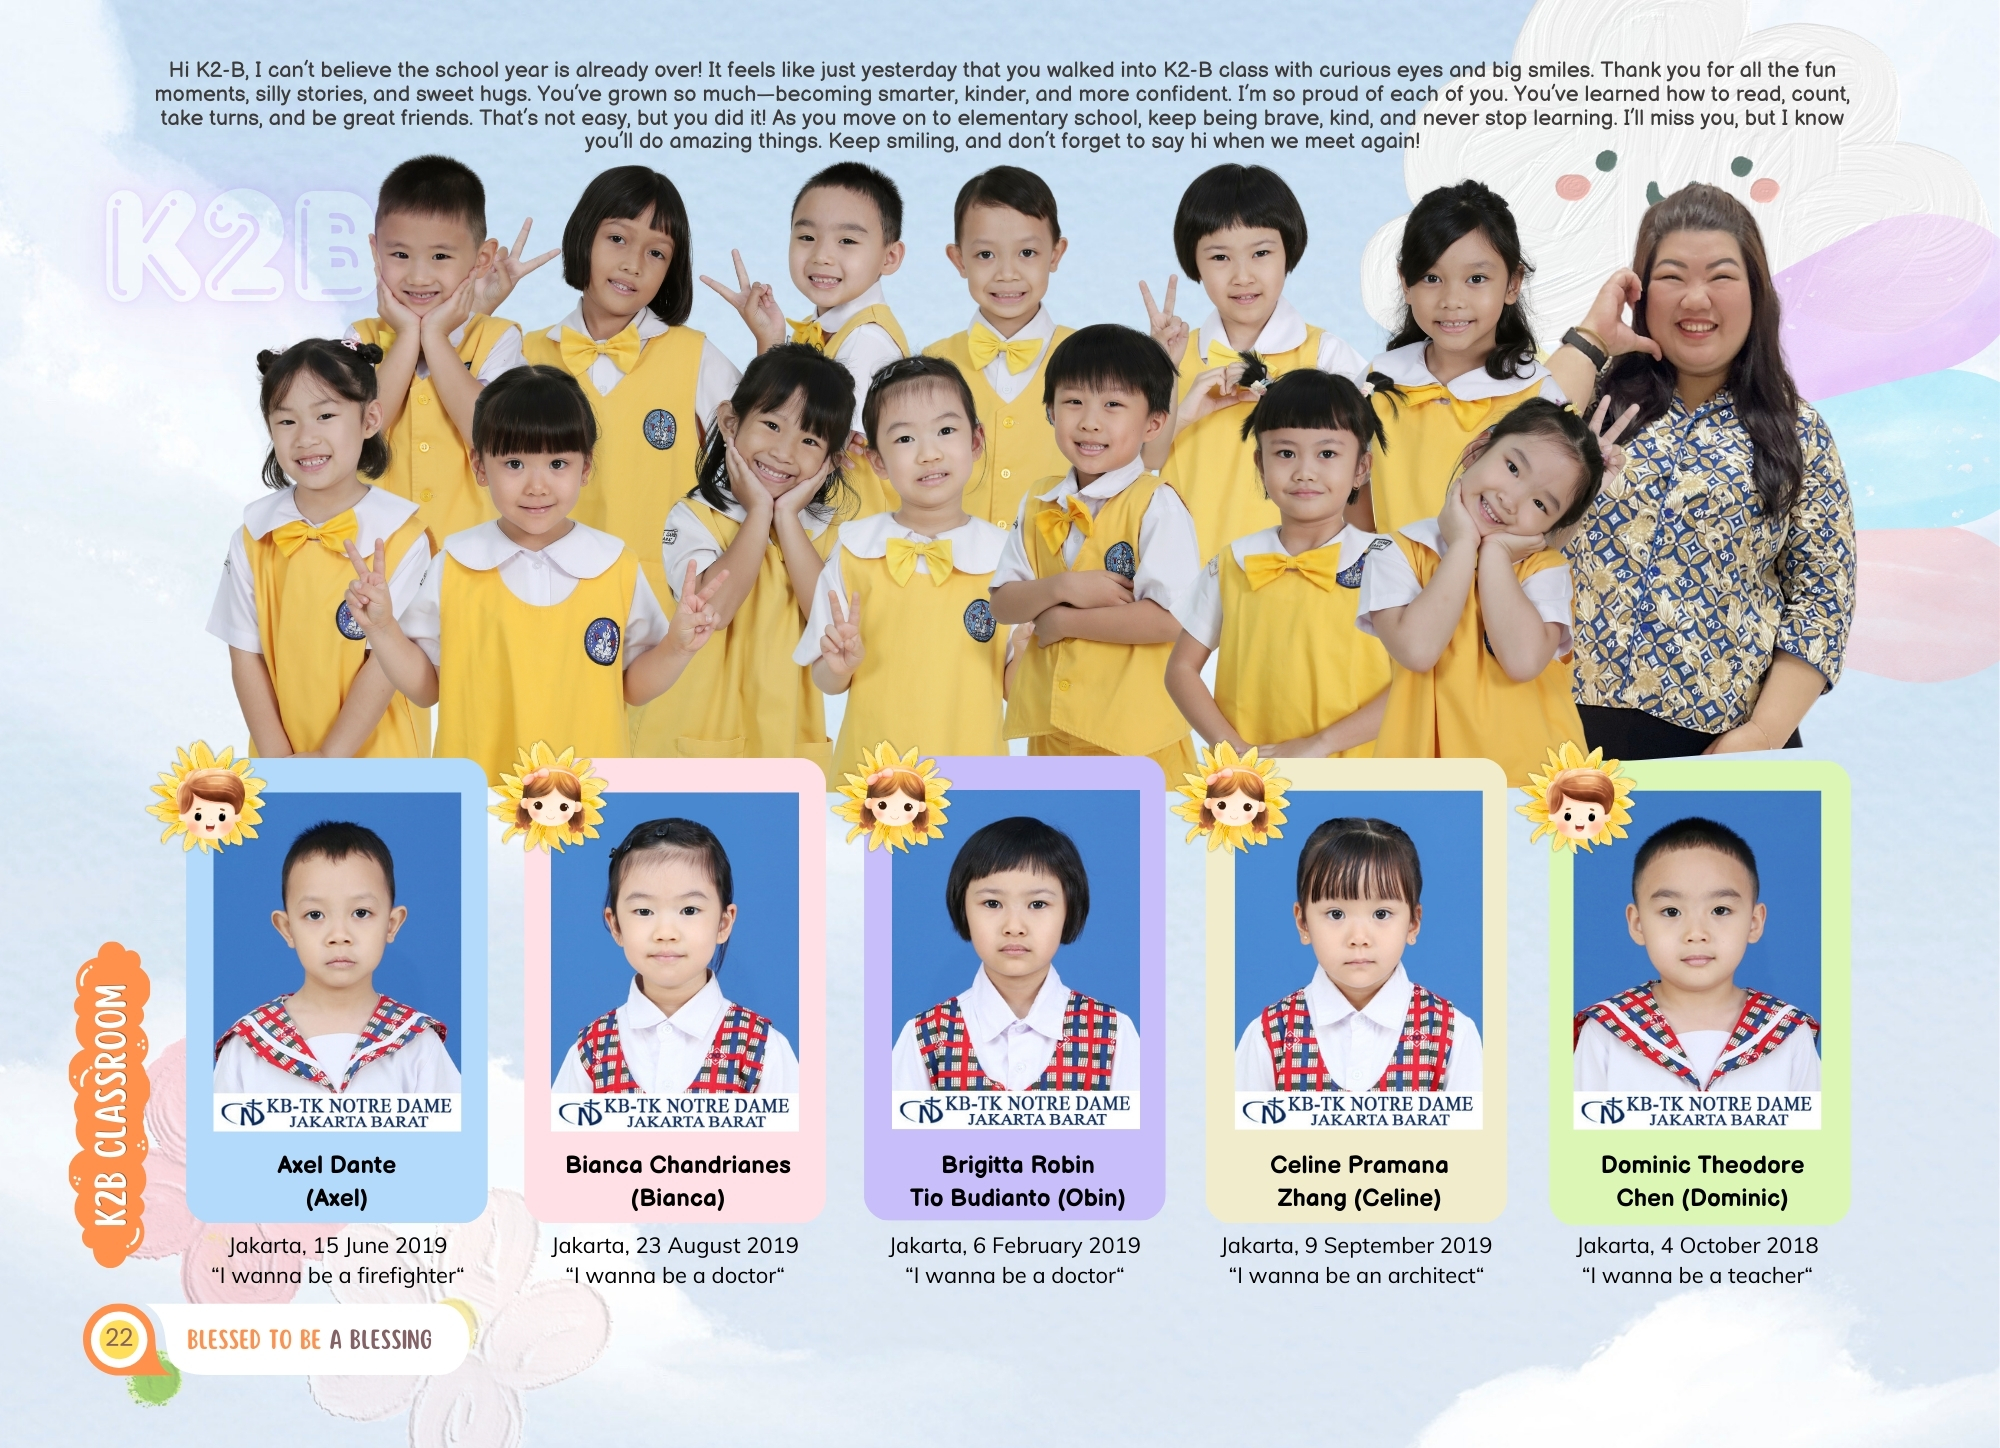 Hi K2-B, I can't believe the school year is already over! It feels like just yesterday that you walked into K2-B class with curious eyes and big smiles. Thank you for all the fun
moments, silly stories, and sweet hugs. You've grown so much—becoming smarter, kinder, and more confident. I'm so proud of each of you. You've learned how to read, count,
take turns, and be great friends. That's not easy, but you did it! As you move on to elementary school, keep being brave, kind, and never stop learning. I'll miss you, but I know
you'll do amazing things. Keep smiling, and don't forget to say hi when we meet again!
K2B
K2B CLASSROOM
KB-TK NOTRE DAME
JAKARTA BARAT
Axel Dante
(Axel)
Jakarta, 15 June 2019
“I wanna be a firefighter“
KB-TK NOTRE DAME
JAKARTA BARAT
Bianca Chandrianes
(Bianca)
Jakarta, 23 August 2019
“I wanna be a doctor“
KB-TK NOTRE DAME
JAKARTA BARAT
Brigitta Robin
Tio Budianto (Obin)
Jakarta, 6 February 2019
“I wanna be a doctor“
KB-TK NOTRE DAME
JAKARTA BARAT
Celine Pramana
Zhang (Celine)
Jakarta, 9 September 2019
“I wanna be an architect“
KB-TK NOTRE DAME
JAKARTA BARAT
Dominic Theodore
Chen (Dominic)
Jakarta, 4 October 2018
“I wanna be a teacher“
22
BLESSED TO BE A BLESSING